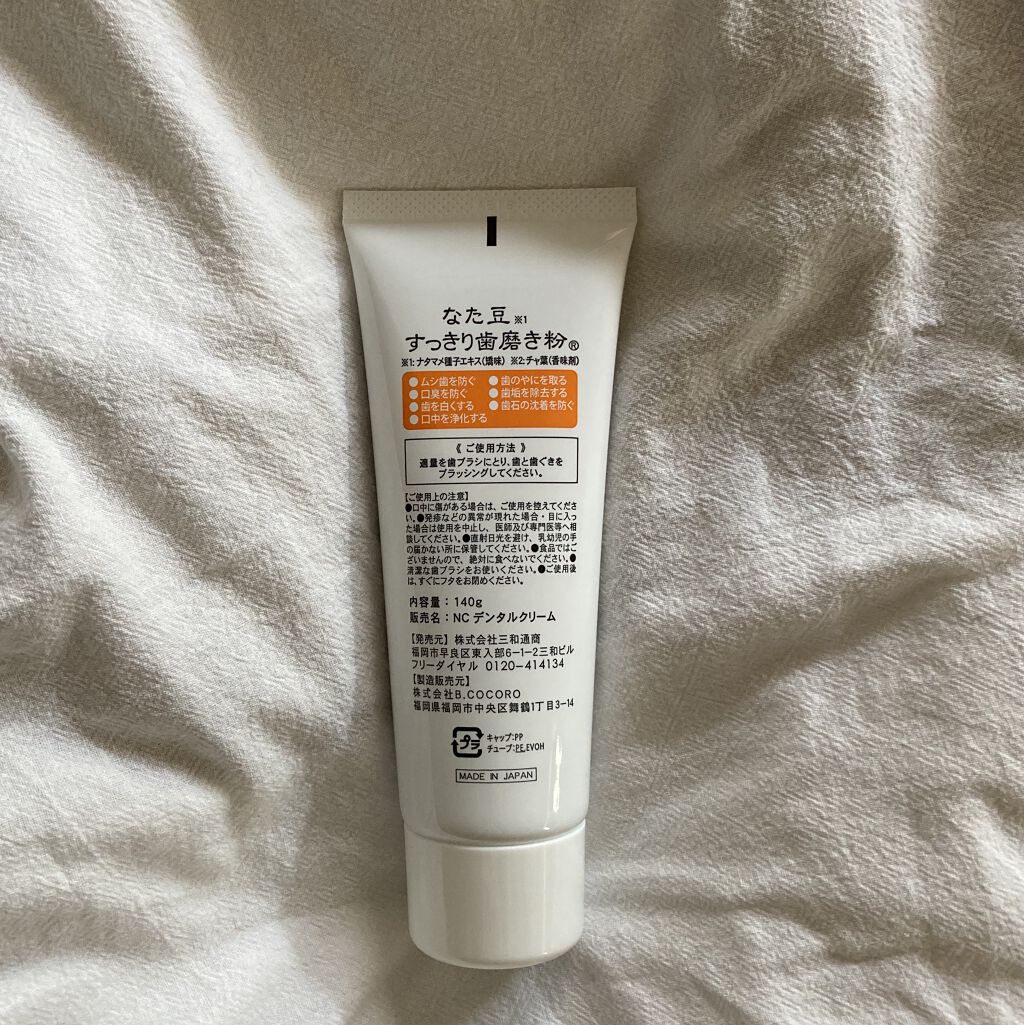 なた豆※1
すっきり歯磨き粉®
※1:ナタマメ種子エキス(矯味) ※2:チャ葉(香味剤)
●ムシ歯を防ぐ ●歯のやにを取る
●口臭を防ぐ ●歯垢を除去する
●歯を白くする ●歯石の沈着を防ぐ
●口中を浄化する
《 ご使用方法 》
適量を歯ブラシにとり、歯と歯ぐきを
ブラッシングしてください。
【ご使用上の注意】
●口中に傷がある場合は、ご使用を控えてくださ
い。●発疹などの異常が現れた場合・目に入っ
た場合は使用を中止し、医師及び専門医等へ相
談してください。●直射日光を避け、乳幼児の手
の届かない所に保管してください。●食品ではご
ざいませんので、絶対に食べないでください。●
清潔な歯ブラシをお使いください。●ご使用後
は、すぐにフタをお閉めください。
内容量:140g
販売名:NC デンタルクリーム
【発売元】株式会社三和通商
福岡市早良区東入部6-1-2三和ビル
フリーダイヤル 0120-414134
【製造販売元】
株式会社B.COCORO
福岡県福岡市中央区舞鶴1丁目3-14
プラ
キャップ:PP
チューブ:PE,EVOH
MADE IN JAPAN